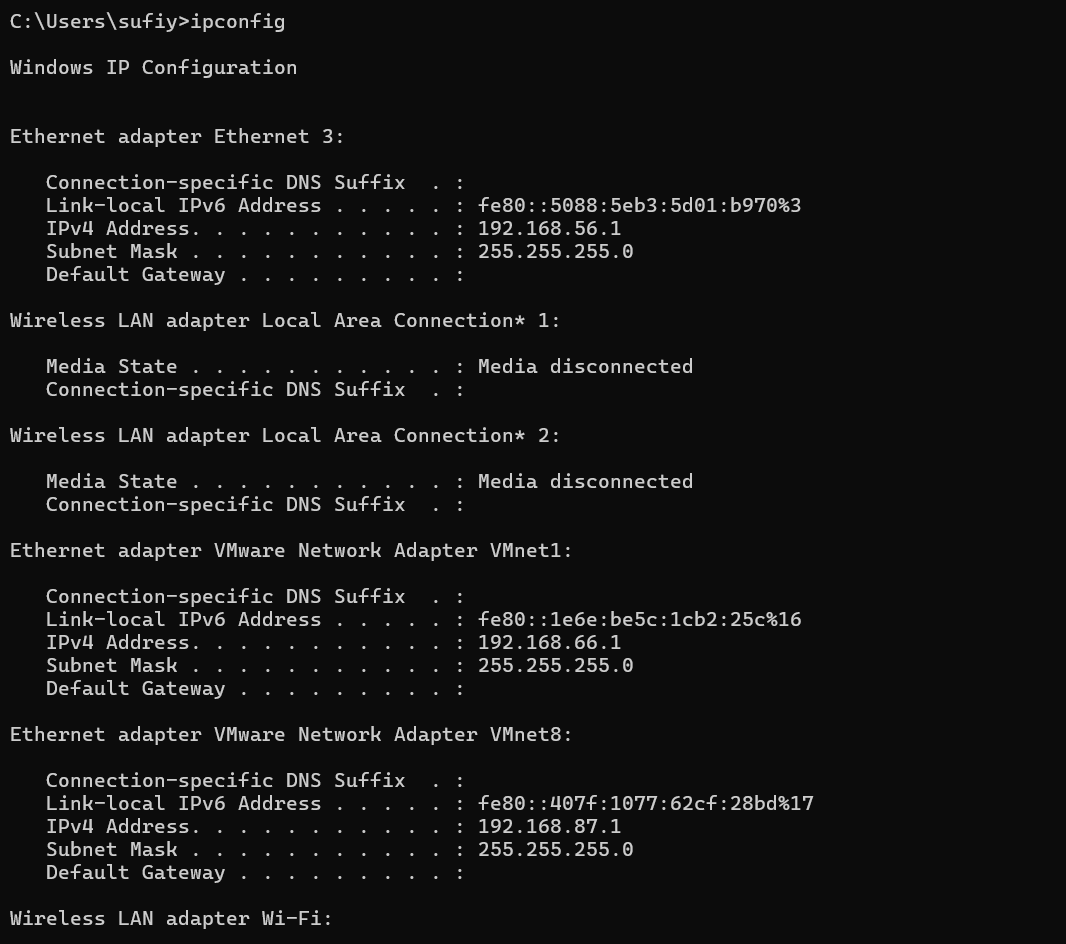 C:\Users\sufiy>ipconfig
Windows IP Configuration
Ethernet adapter Ethernet 3:
Connection-specific DNS Suffix  . :
Link-local IPv6 Address . . . . . : fe80::5088:5eb3:5d01:b970%3
IPv4 Address. . . . . . . . . . . : 192.168.56.1
Subnet Mask . . . . . . . . . . . : 255.255.255.0
Default Gateway . . . . . . . . . :
Wireless LAN adapter Local Area Connection* 1:
Media State . . . . . . . . . . . : Media disconnected
Connection-specific DNS Suffix  . :
Wireless LAN adapter Local Area Connection* 2:
Media State . . . . . . . . . . . : Media disconnected
Connection-specific DNS Suffix  . :
Ethernet adapter VMware Network Adapter VMnet1:
Connection-specific DNS Suffix  . :
Link-local IPv6 Address . . . . . : fe80::1e6e:be5c:1cb2:25c%16
IPv4 Address. . . . . . . . . . . : 192.168.66.1
Subnet Mask . . . . . . . . . . . : 255.255.255.0
Default Gateway . . . . . . . . . :
Ethernet adapter VMware Network Adapter VMnet8:
Connection-specific DNS Suffix  . :
Link-local IPv6 Address . . . . . : fe80::407f:1077:62cf:28bd%17
IPv4 Address. . . . . . . . . . . : 192.168.87.1
Subnet Mask . . . . . . . . . . . : 255.255.255.0
Default Gateway . . . . . . . . . :
Wireless LAN adapter Wi-Fi: